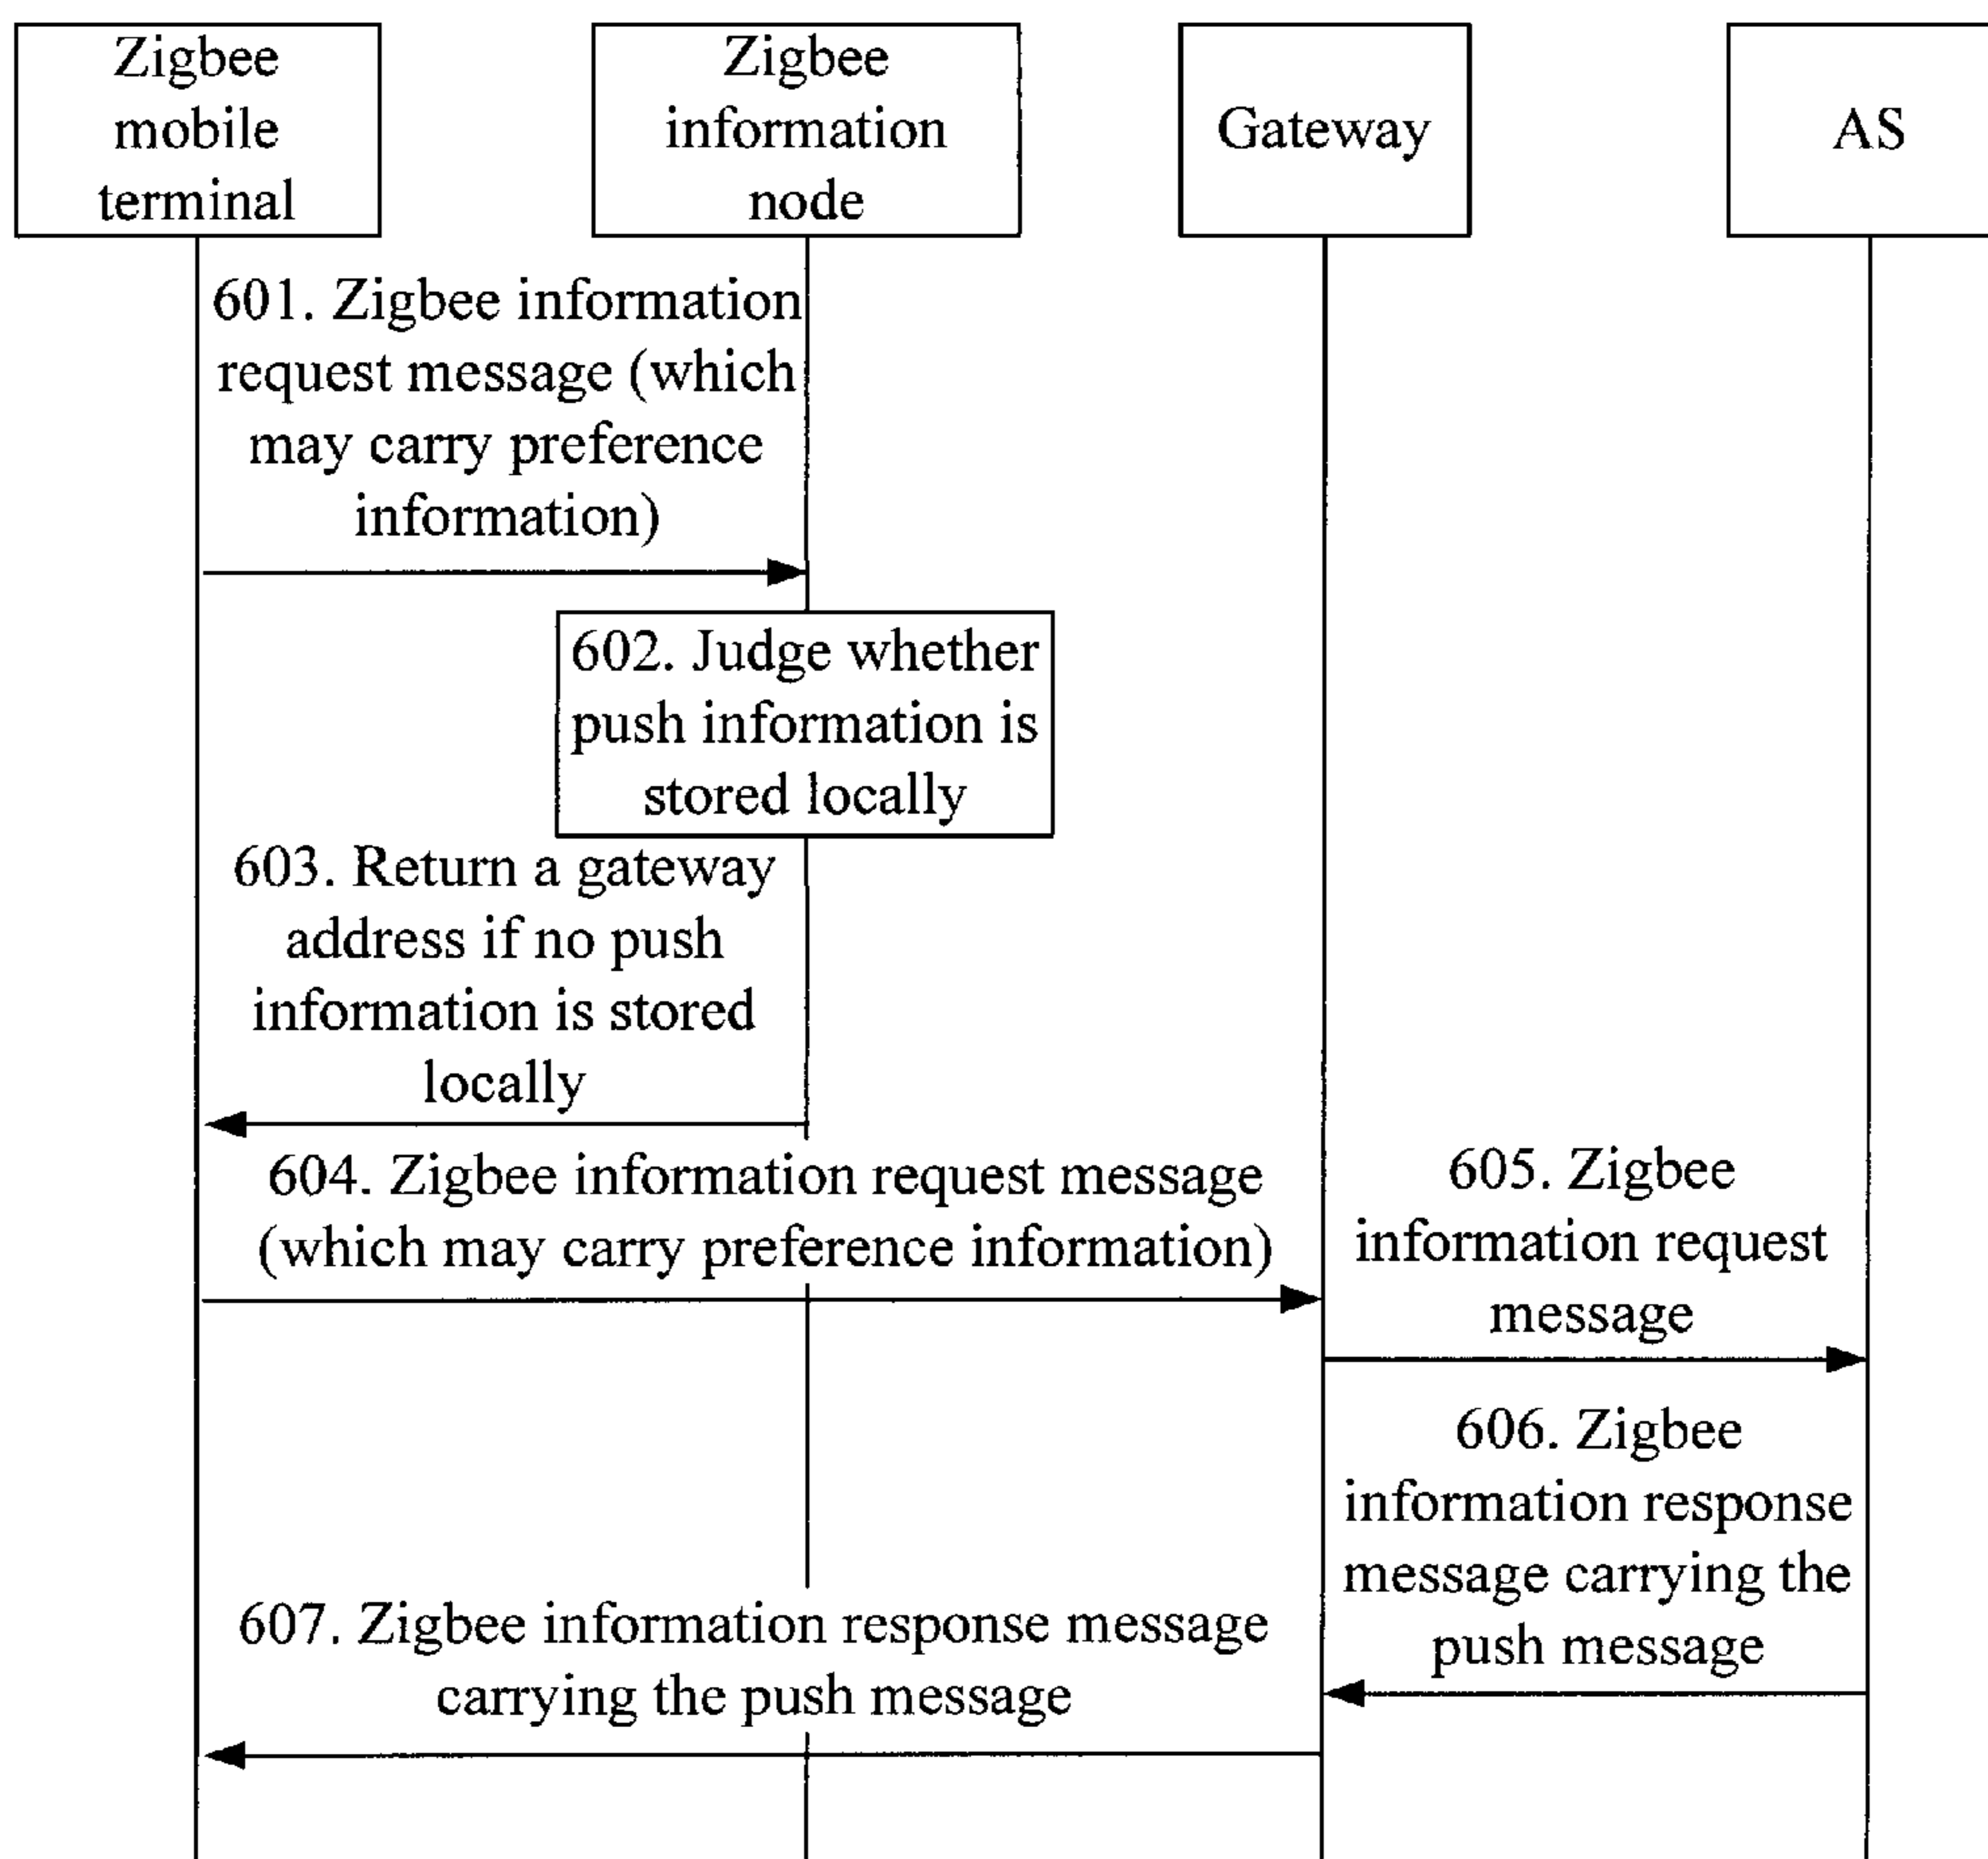 Zigbee
mobile
terminal
Zigbee
information
node
Gateway
AS
601. Zigbee information
request message (which
may carry preference
information)
602. Judge whether
push information is
stored locally
603. Return a gateway
address if no push
information is stored
locally
604. Zigbee information request message
(which may carry preference information)
605. Zigbee
information request
message
606. Zigbee
information response
message carrying the
push message
607. Zigbee information response message
carrying the push message